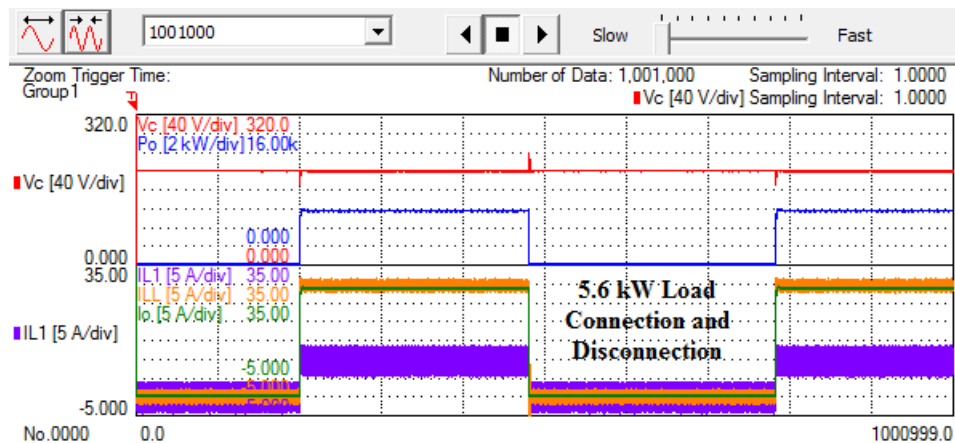 1001000
Slow
Fast
Zoom Trigger Time:
Number of Data: 1,001,000
Sampling Interval: 1.0000
Group1
Vc [40 V/div] Sampling Interval: 1.0000
320.0
Vc [40 V/div] 320.0
Po [2 kW/div] 16.00k
Vc [40 V/div]
0.000
0.000
0.000
35.00
IL1 [5 A/div] 35.00
ILL [5 A/div] 35.00
Io [5 A/div] 35.00
5.6 kW Load
Connection and
Disconnection
IL1 [5 A/div]
-5.000
-5.000
-5.000
-5.000
No.0000
0.0
1000999.0